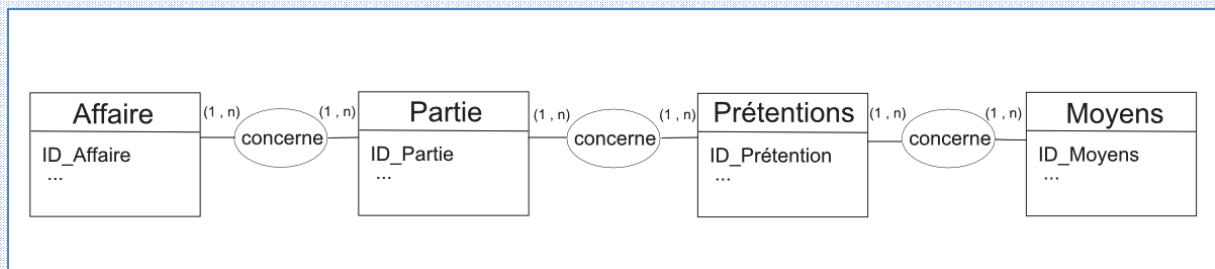 Affaire
ID_Affaire
...
(1 , n)
concerne
(1 , n)
Partie
ID_Partie
...
(1 , n)
concerne
(1 , n)
Prétentions
ID_Prétention
...
(1 , n)
concerne
(1 , n)
Moyens
ID_Moyens
...